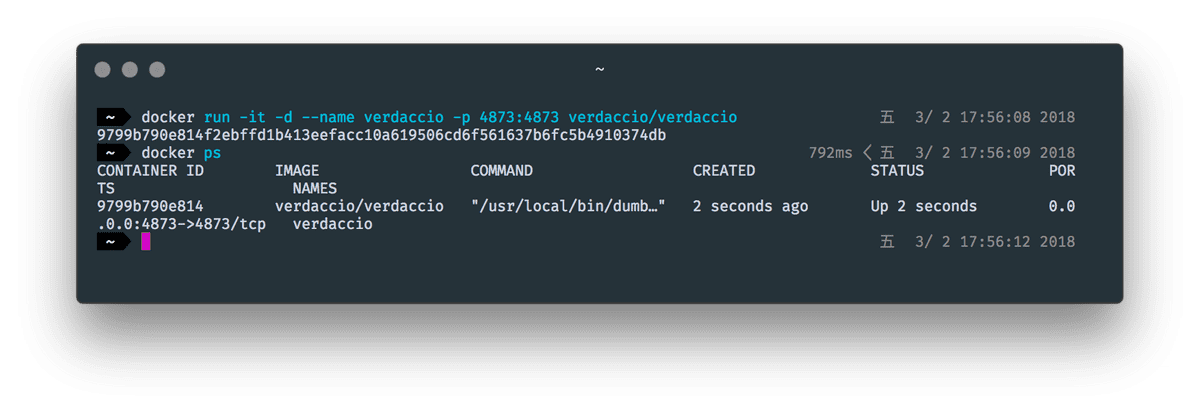 ~
~ docker run -it -d --name verdaccio -p 4873:4873 verdaccio/verdaccio 五 3/ 2 17:56:08 2018
9799b790e814f2ebffd1b413eefacc10a619506cd6f561637b6fc5b4910374db
~ docker ps 792ms < 五 3/ 2 17:56:09 2018
CONTAINER ID IMAGE COMMAND CREATED STATUS POR
TS NAMES
9799b790e814 verdaccio/verdaccio "/usr/local/bin/dumb…" 2 seconds ago Up 2 seconds 0.0
.0.0:4873->4873/tcp verdaccio
~ 五 3/ 2 17:56:12 2018